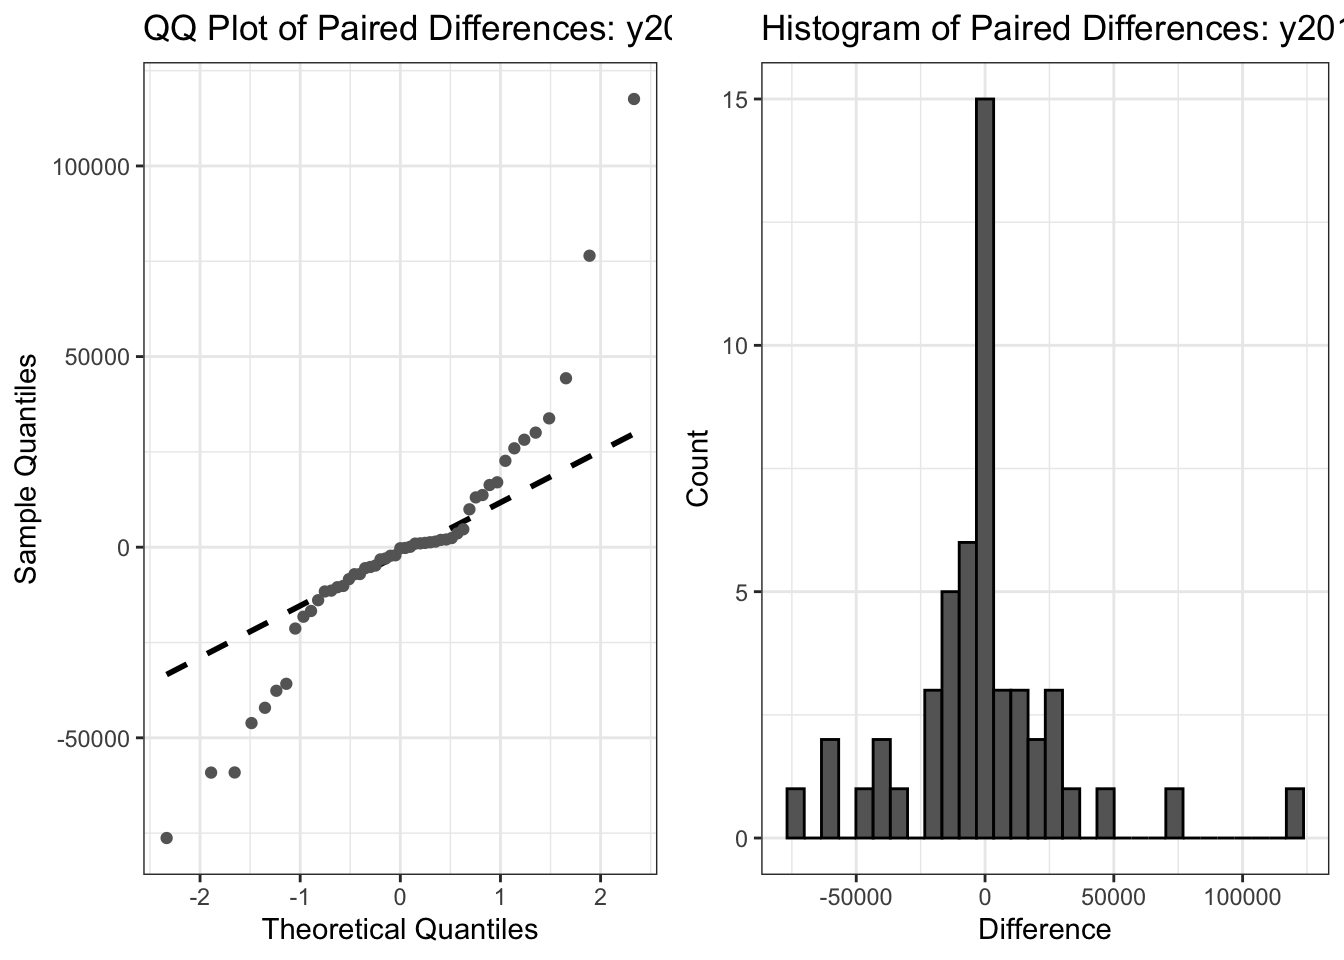 QQ Plot of Paired Differences: y20
100000
50000
0
-50000
Sample Quantiles
-2 -1 0 1 2
Theoretical Quantiles
Histogram of Paired Differences: y201
15
10
5
0
Count
-50000 0 50000 100000
Difference